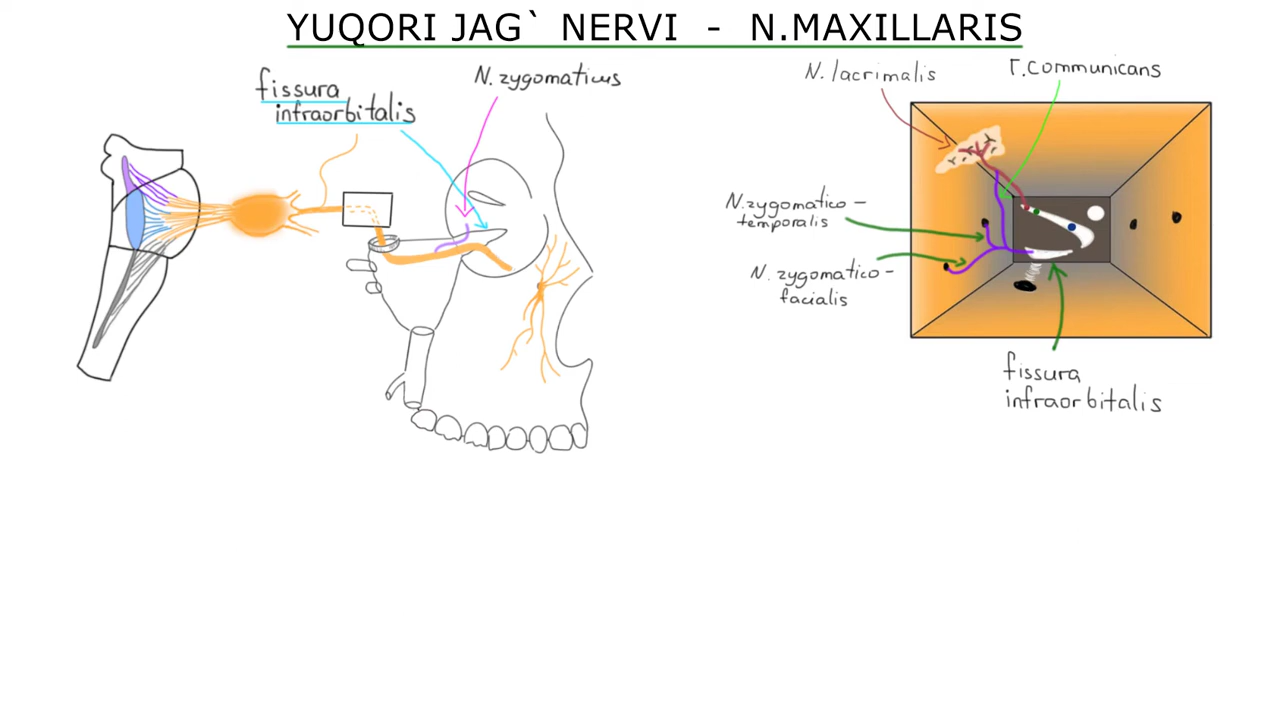 YUQORI JAG` NERVI - N.MAXILLARIS
fissura
infraorbitalis
N. zygomaticus
N. lacrimalis
r.communicans
N.zygomatico-
temporalis
N. zygomatico-
facialis
fissura
infraorbitalis